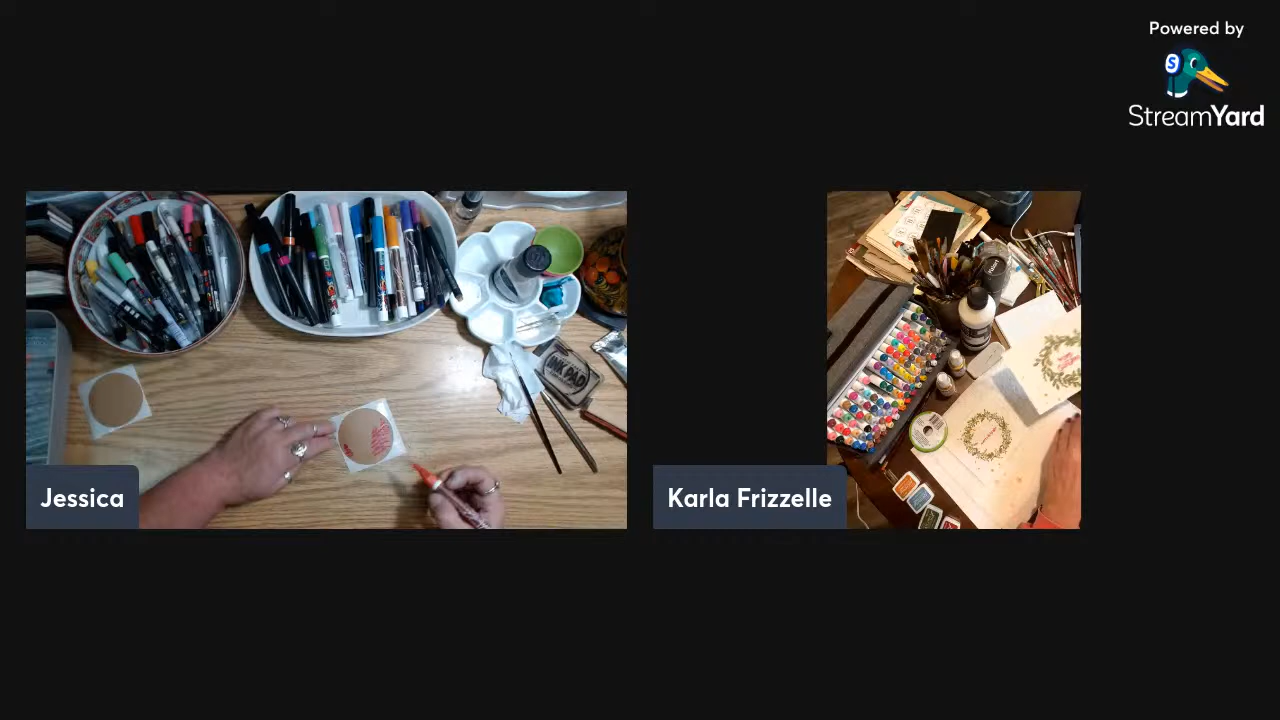 Powered by
S
StreamYard
INK PAD
Jessica
Karla Frizzelle